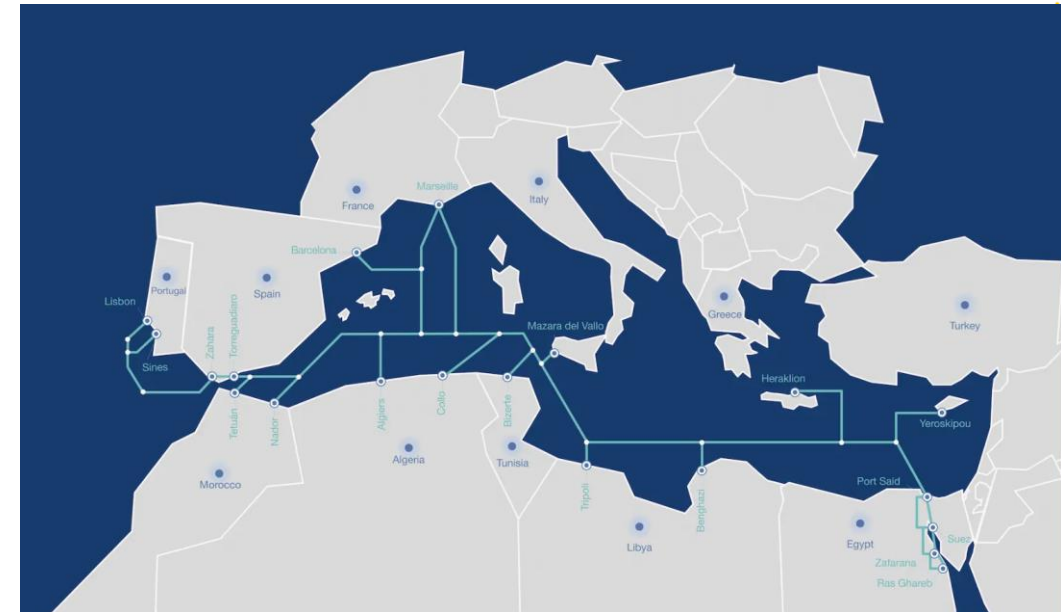 Marseille
Italy
France
Barcelona
Portugal
Spain
Lisbon
Greece
Turkey
Zahara
Torreguadiaro
Mazara del Vallo
Sines
Heraklion
Tetuán
Nador
Algiers
Collo
Bizerte
Yeroskipou
Algeria
Tunisia
Morocco
Tripoli
Benghazi
Port Said
Libya
Egypt
Suez
Zafarana
Ras Ghareb